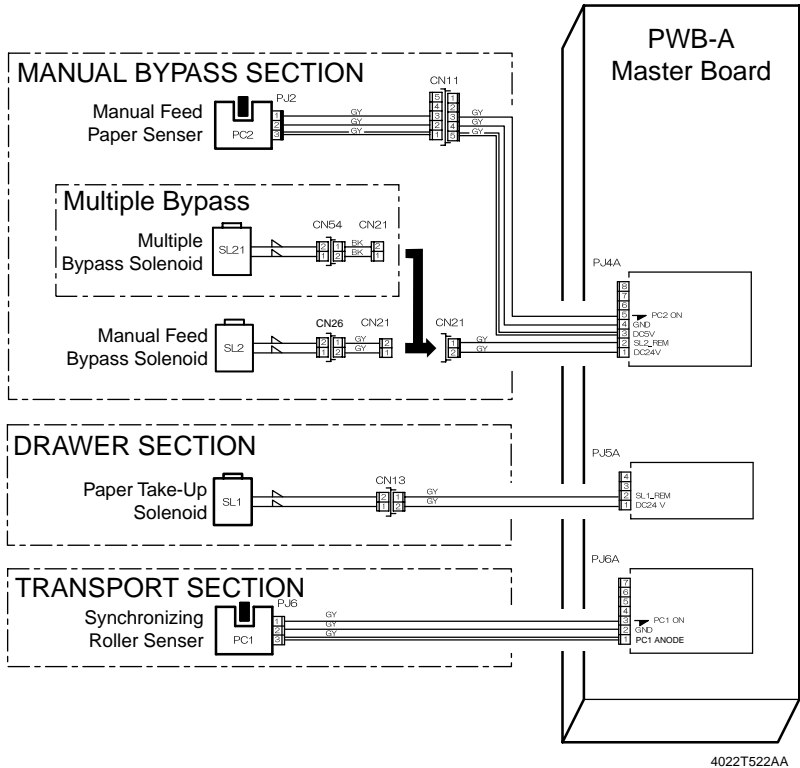 PWB-A
Master Board
MANUAL BYPASS SECTION
CN11
Manual Feed
Paper Senser
PJ2
PC2
1
2
3
GY
GY
GY
5
4
3
2
1
1
2
3
4
5
GY
GY
GY
Multiple Bypass
CN54 CN21
Multiple
Bypass Solenoid
SL21
2
1
1
2
BK
BK
2
1
Manual Feed
Bypass Solenoid
SL2
CN26 CN21
2
1
1
2
GY
GY
2
1
CN21
1
2
GY
GY
PJ4A
8
7
6
5 PC2 ON
4 GND
3 DC5V
2 SL2_REM
1 DC24V
DRAWER SECTION
Paper Take-Up
Solenoid
SL1
CN13
2
1
1
2
GY
GY
PJ5A
4
3
2 SL1_REM
1 DC24 V
TRANSPORT SECTION
Synchronizing
Roller Senser
PJ6
PC1
1
2
3
GY
GY
GY
PJ6A
7
6
5
4
3 PC1 ON
2 GND
1 PC1 ANODE
4022T522AA